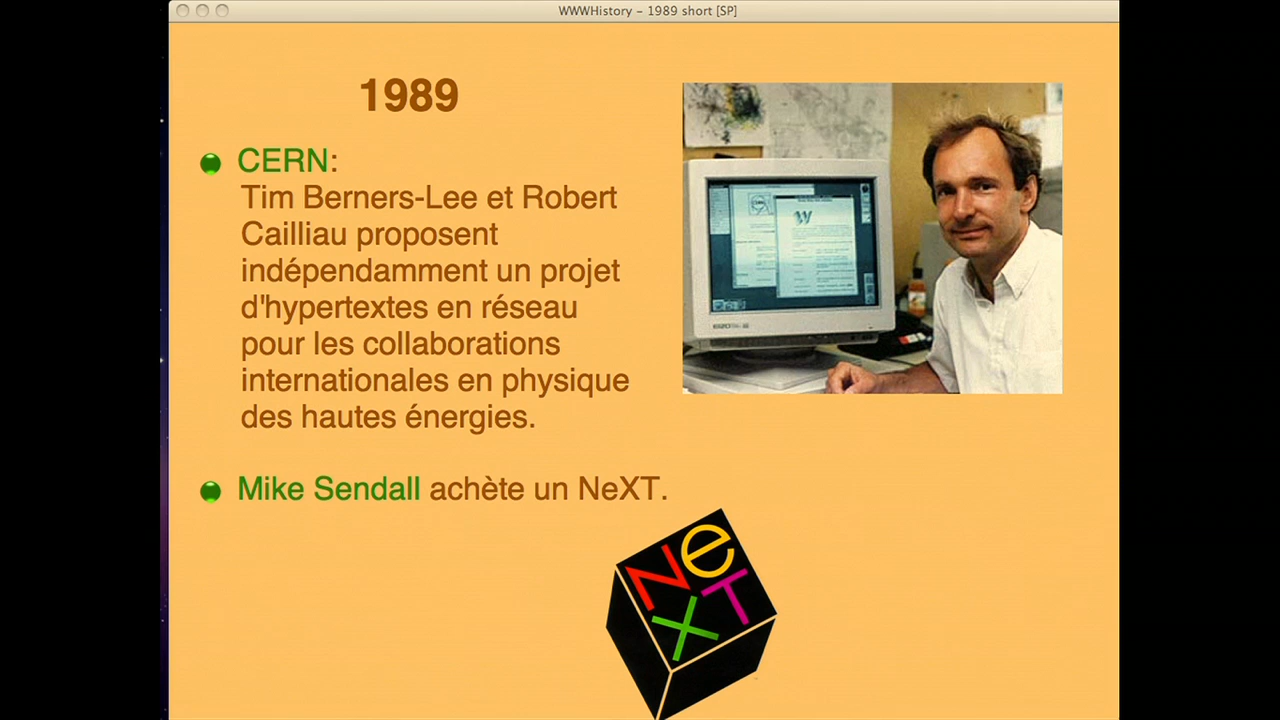 WWWHistory – 1989 short [SP]
1989
CERN:
Tim Berners-Lee et Robert
Cailliau proposent
indépendamment un projet
d'hypertextes en réseau
pour les collaborations
internationales en physique
des hautes énergies.
Mike Sendall achète un NeXT.
NeXT
W
EIZO